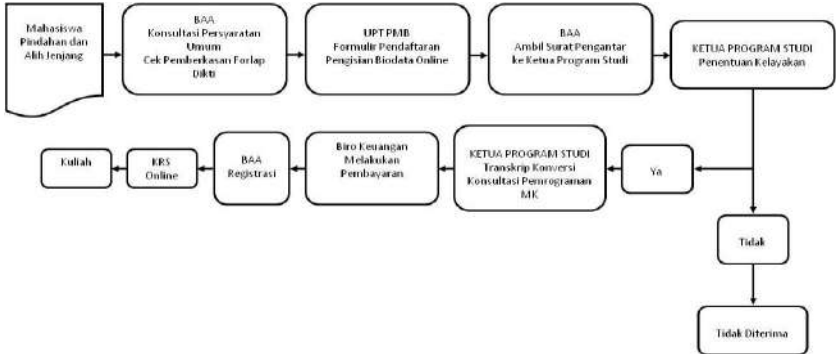 Mahasiswa
Pindahan dan
Alih Jenjang
BAA
Konsultasi Persyaratan
Umum
Cek Pemberkasan Forlap
Dikti
UPT PMB
Formulir Pendaftaran
Pengisian Biodata Online
BAA
Ambil Surat Pengantar
ke Ketua Program Studi
KETUA PROGRAM STUDI
Penentuan Kelayakan
Kuliah
KRS
Online
BAA
Registrasi
Biro Keuangan
Melakukan
Pembayaran
KETUA PROGRAM STUDI
Transkrip Konversi
Konsultasi Pemrograman
MK
Ya
Tidak
Tidak Diterima